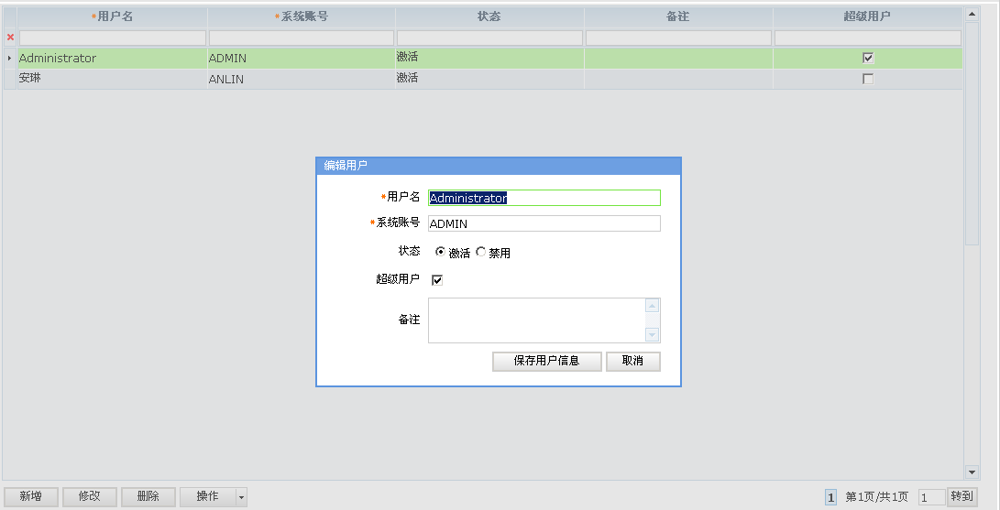 *用户名 *系统账号 状态 备注 超级用户
Administrator ADMIN 激活
安琳 ANLIN 激活
编辑用户
*用户名 Administrator
*系统账号 ADMIN
状态 激活 禁用
超级用户
备注
保存用户信息 取消
新增 修改 删除 操作 1 第1页/共1页 1 转到